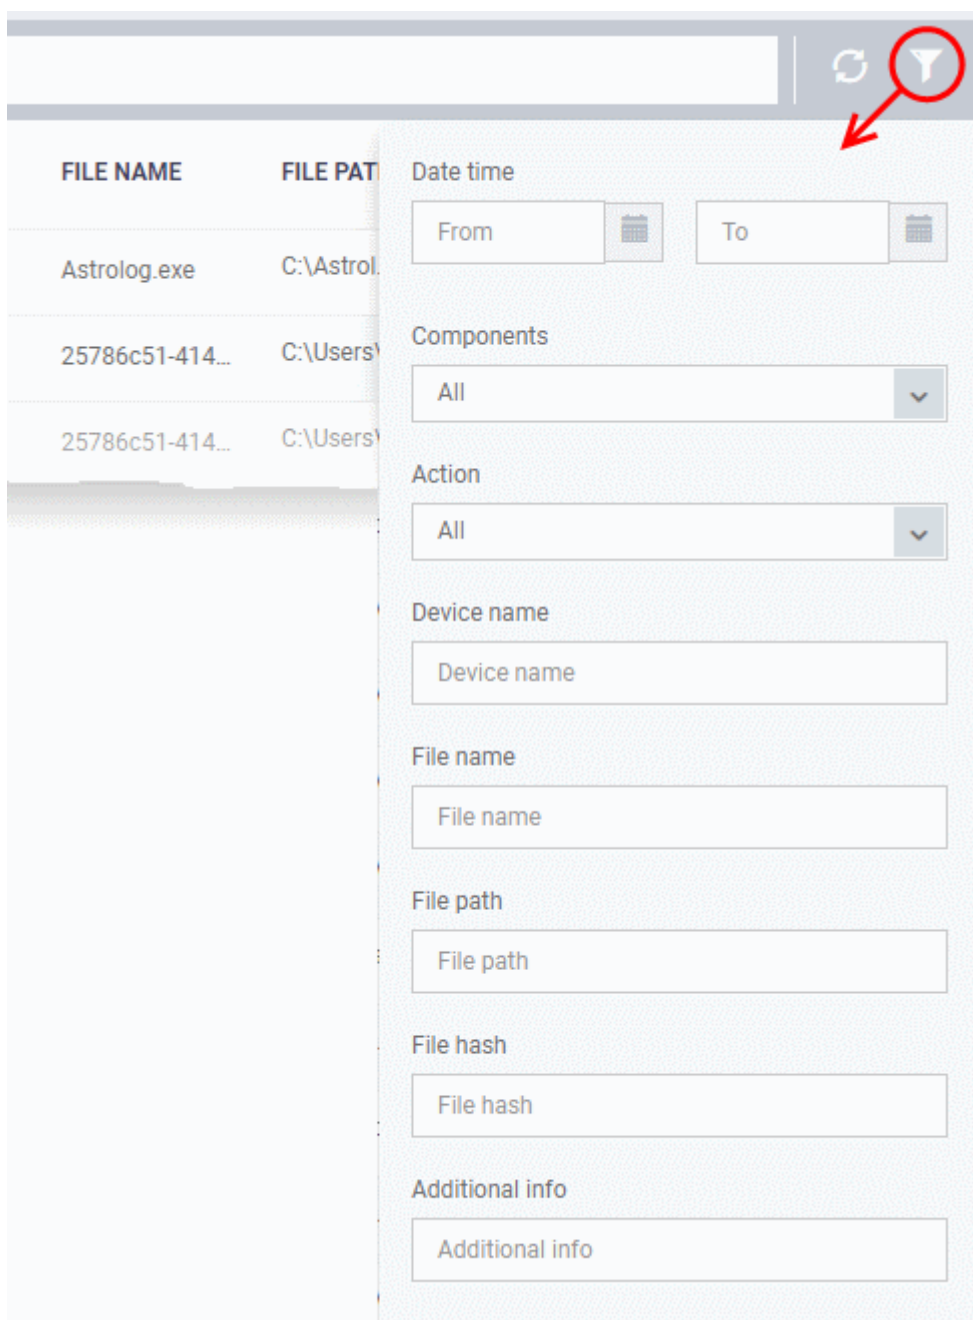 FILE NAME FILE PAT
Astrolog.exe C:\Astrol.
25786c51-414... C:\Users\
25786c51-414... C:\Users\
Date time
From To
Components
All
Action
All
Device name
Device name
File name
File name
File path
File path
File hash
File hash
Additional info
Additional info